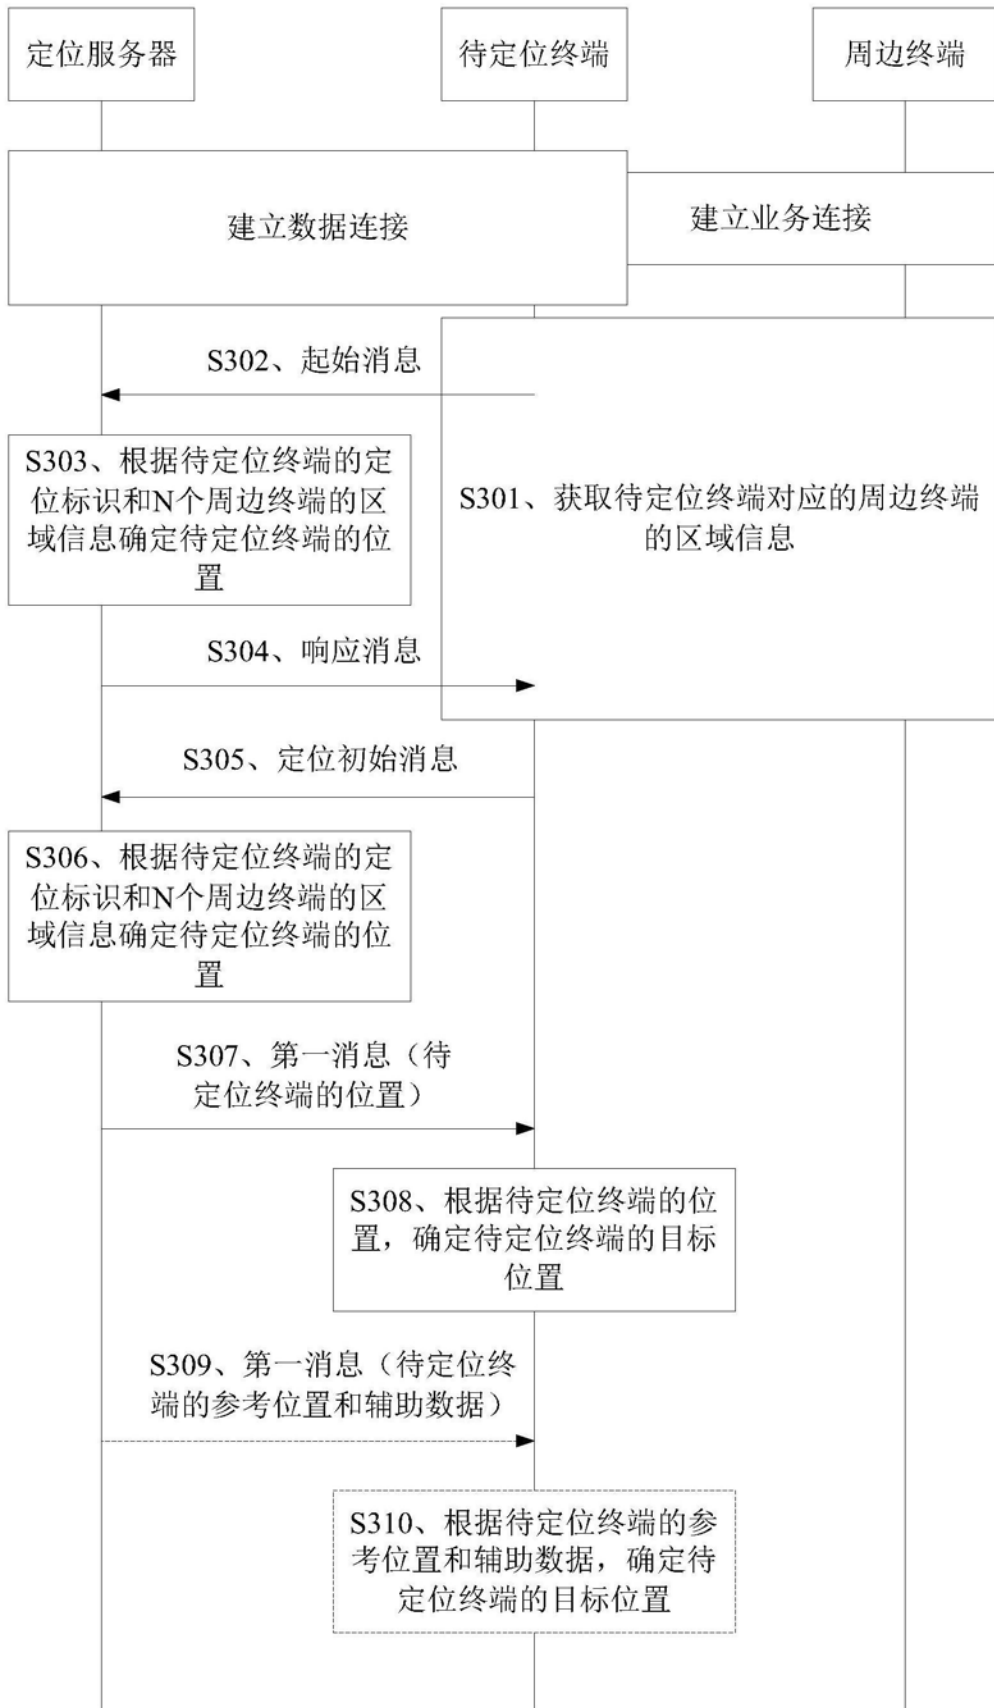 定位服务器
待定位终端
周边终端
建立数据连接
建立业务连接
S302、起始消息
S303、根据待定位终端的定
位标识和N个周边终端的区
域信息确定待定位终端的位
置
S301、获取待定位终端对应的周边终端
的区域信息
S304、响应消息
S305、定位初始消息
S306、根据待定位终端的定
位标识和N个周边终端的区
域信息确定待定位终端的位
置
S307、第一消息（待
定位终端的位置）
S308、根据待定位终端的位
置，确定待定位终端的目标
位置
S309、第一消息（待定位终
端的参考位置和辅助数据）
S310、根据待定位终端的参
考位置和辅助数据，确定待
定位终端的目标位置